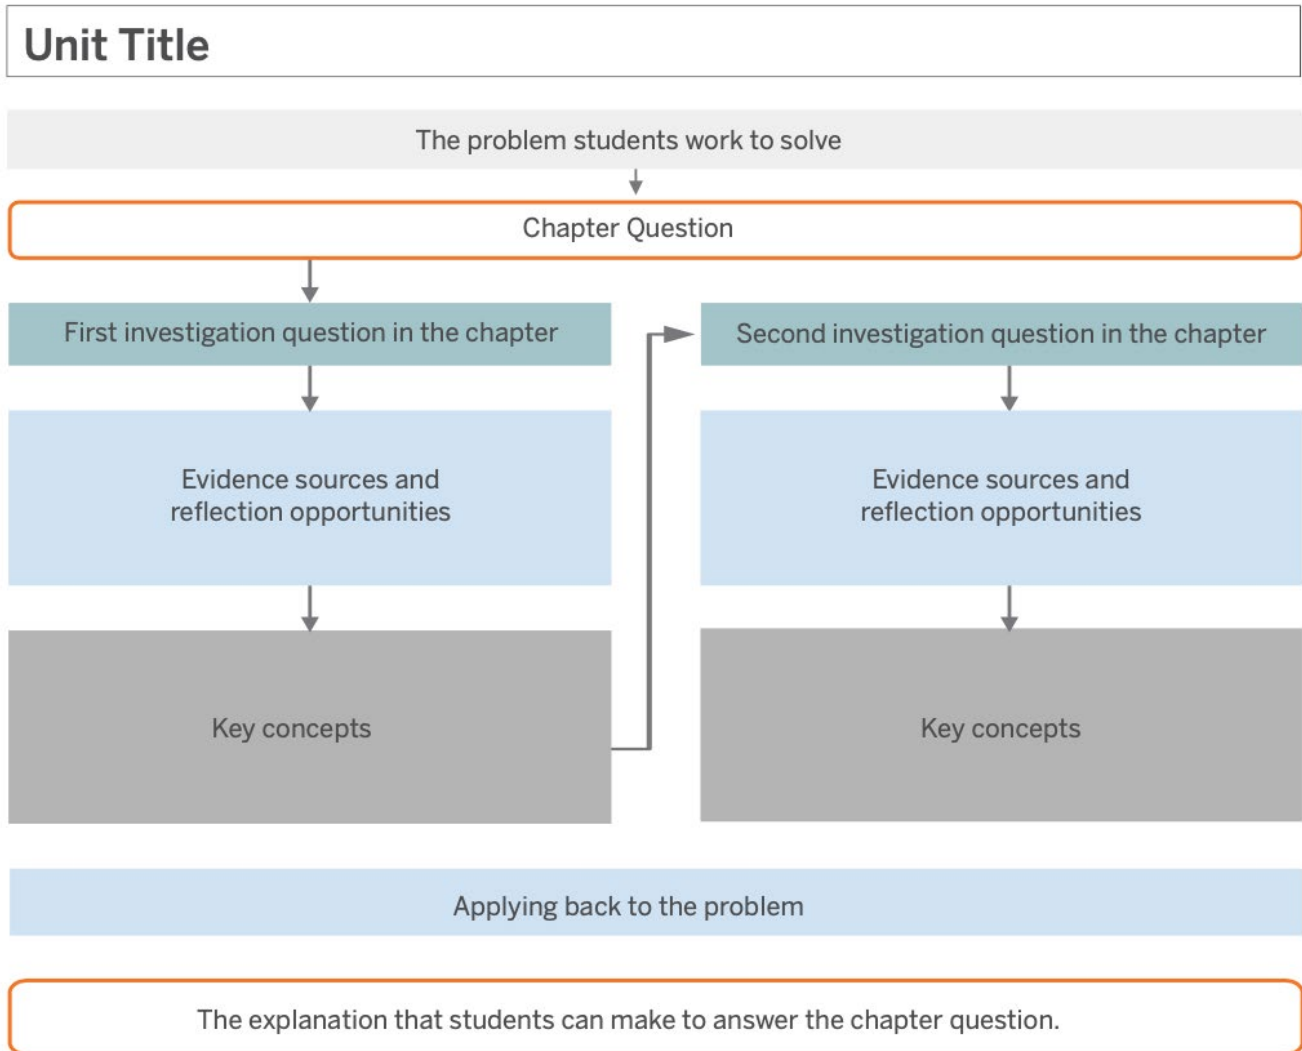 Unit Title
The problem students work to solve
Chapter Question
First investigation question in the chapter
Evidence sources and
reflection opportunities
Key concepts
Second investigation question in the chapter
Evidence sources and
reflection opportunities
Key concepts
Applying back to the problem
The explanation that students can make to answer the chapter question.